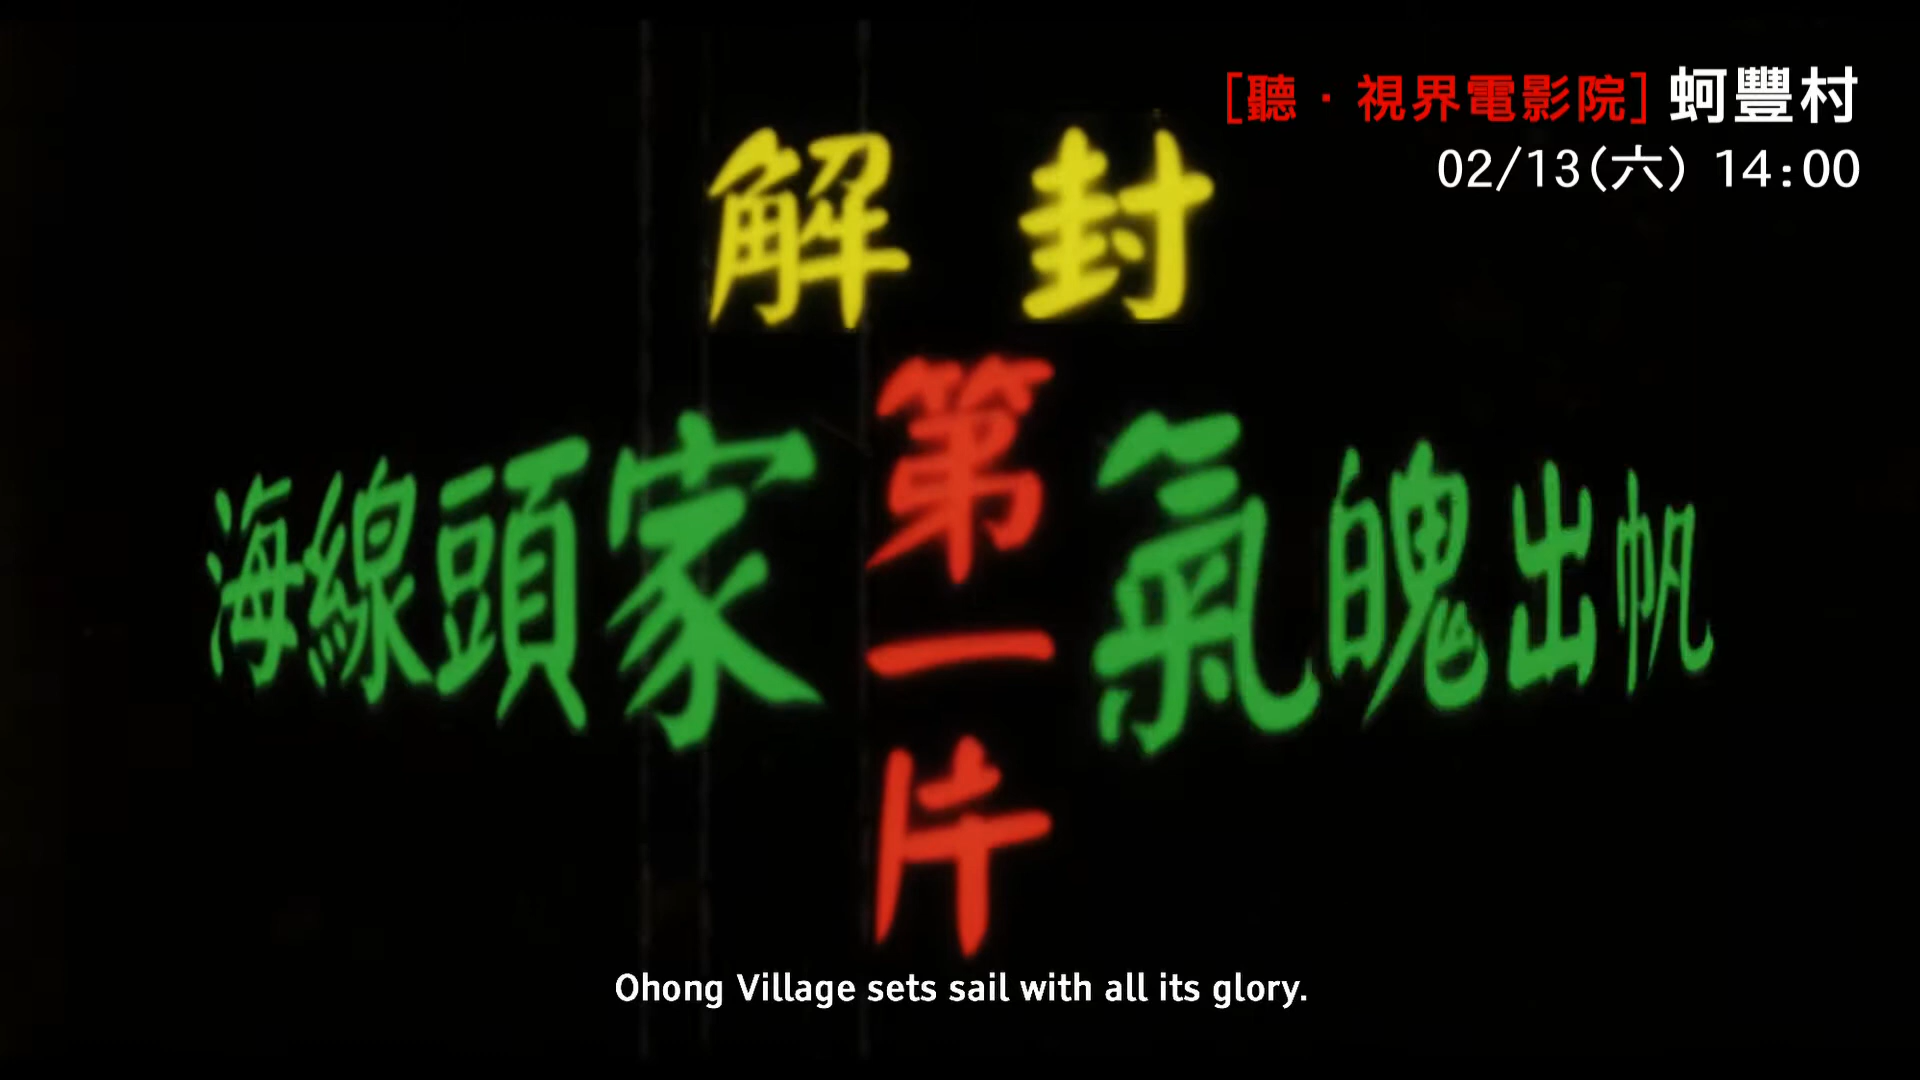 [聽‧視界電影院] 蚵豐村
02/13(六) 14:00
解封
第一片
海線頭家
氣魄出帆
Ohong Village sets sail with all its glory.